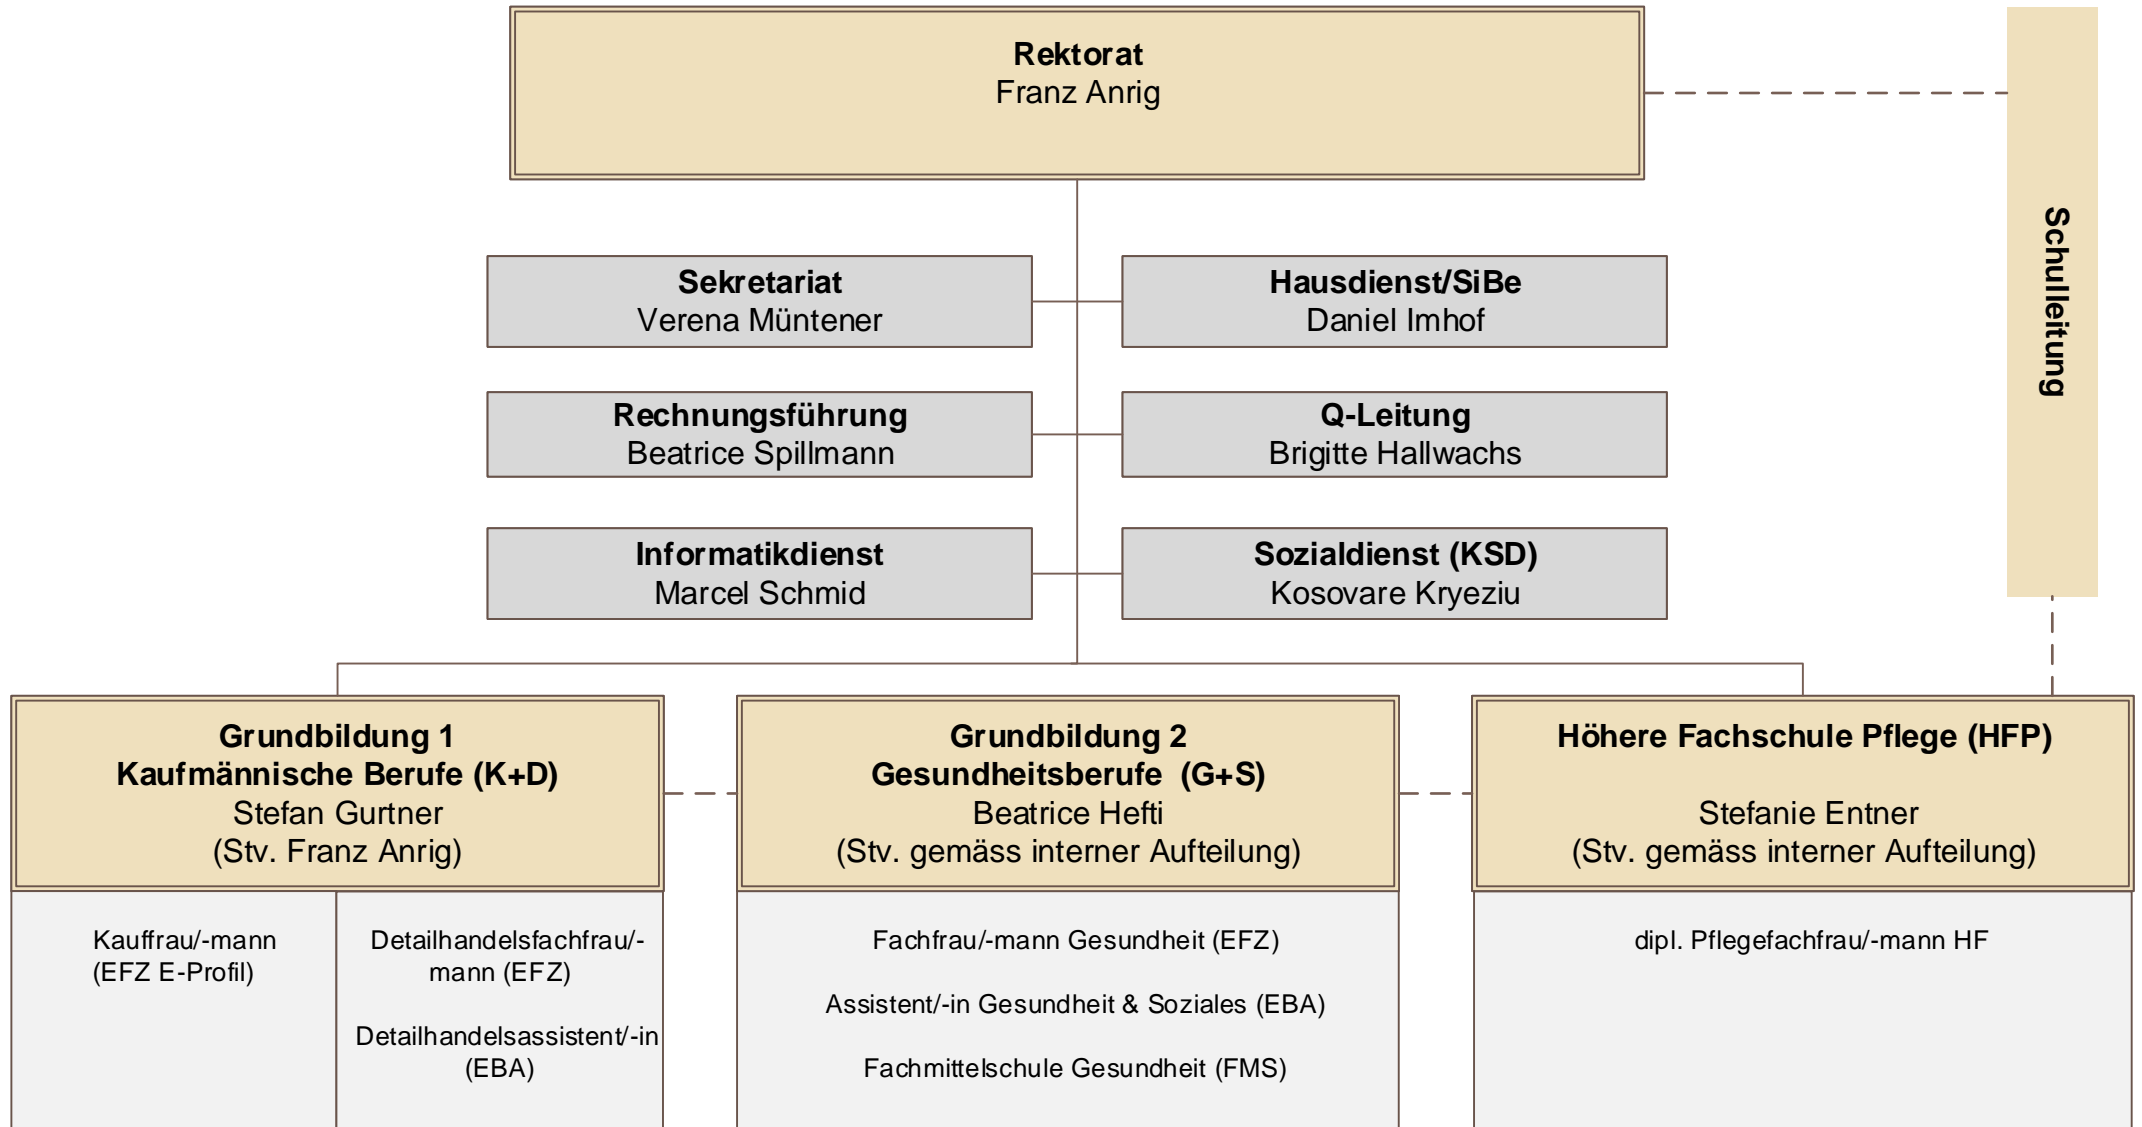 Rektorat
Franz Anrig
Schulleitung
Sekretariat
Verena Müntener
Hausdienst/SiBe
Daniel Imhof
Rechnungsführung
Beatrice Spillmann
Q-Leitung
Brigitte Hallwachs
Informatikdienst
Marcel Schmid
Sozialdienst (KSD)
Kosovare Kryeziu
Grundbildung 1
Kaufmännische Berufe (K+D)
Stefan Gurtner
(Stv. Franz Anrig)
Grundbildung 2
Gesundheitsberufe (G+S)
Beatrice Hefti
(Stv. gemäss interner Aufteilung)
Höhere Fachschule Pflege (HFP)
Stefanie Entner
(Stv. gemäss interner Aufteilung)
Kauffrau/-mann
(EFZ E-Profil)
Detailhandelsfachfrau/-
mann (EFZ)
Detailhandelsassistent/-in
(EBA)
Fachfrau/-mann Gesundheit (EFZ)
Assistent/-in Gesundheit & Soziales (EBA)
Fachmittelschule Gesundheit (FMS)
dipl. Pflegefachfrau/-mann HF